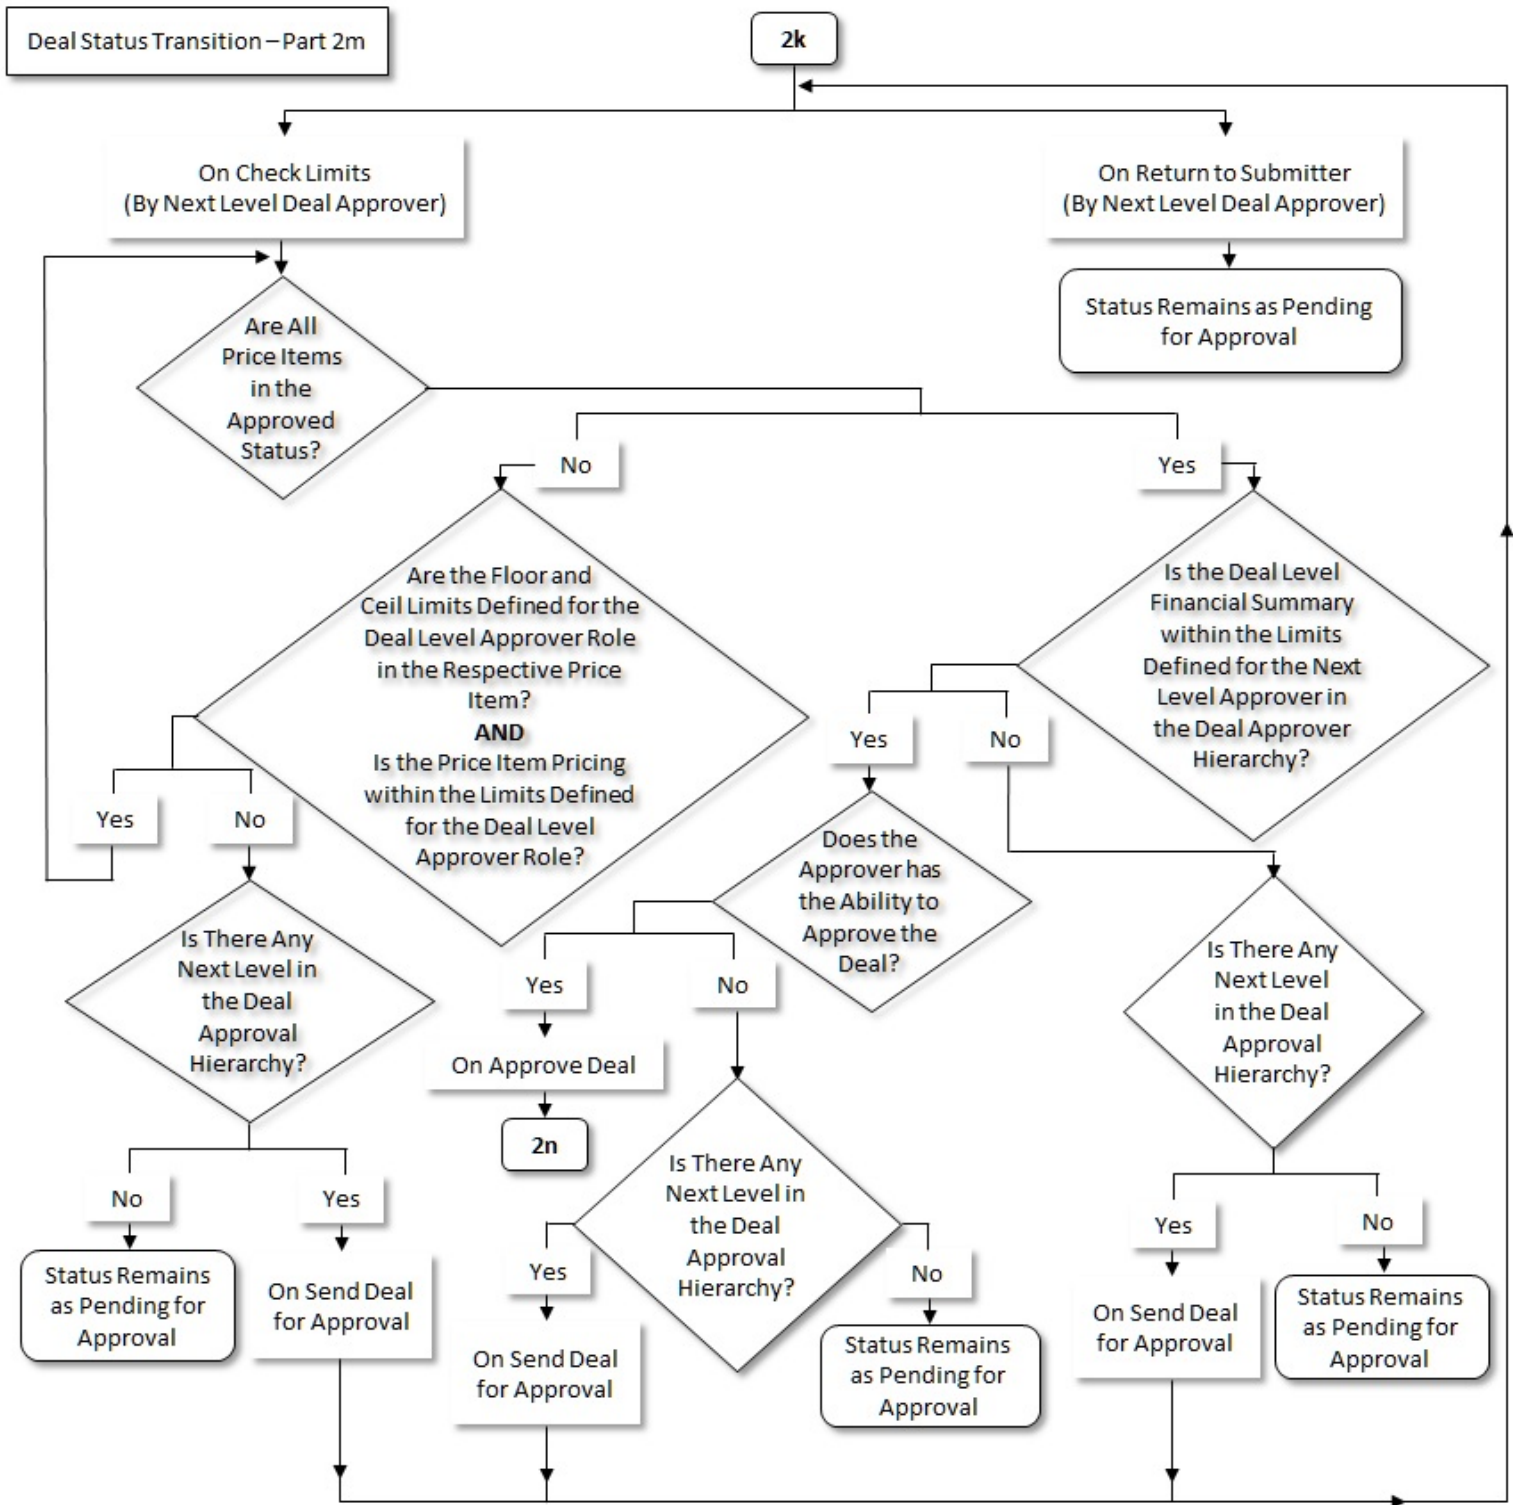 Deal Status Transition – Part 2m
2k
On Check Limits
(By Next Level Deal Approver)
On Return to Submitter
(By Next Level Deal Approver)
Status Remains as Pending
for Approval
Are All
Price Items
in the
Approved
Status?
No
Yes
Are the Floor and
Ceil Limits Defined for the
Deal Level Approver Role
in the Respective Price
Item?
AND
Is the Price Item Pricing
within the Limits Defined
for the Deal Level
Approver Role?
Is the Deal Level
Financial Summary
within the Limits
Defined for the Next
Level Approver in
the Deal Approver
Hierarchy?
Yes
No
Yes
No
Does the
Approver has
the Ability to
Approve the
Deal?
Is There Any
Next Level in
the Deal
Approval
Hierarchy?
Yes
No
Is There Any
Next Level
in the Deal
Approval
Hierarchy?
On Approve Deal
2n
Is There Any
Next Level in
the Deal
Approval
Hierarchy?
No
Yes
Yes
No
Yes
No
Status Remains
as Pending for
Approval
On Send Deal
for Approval
On Send Deal
for Approval
Status Remains
as Pending for
Approval
On Send Deal
for Approval
Status Remains
as Pending for
Approval